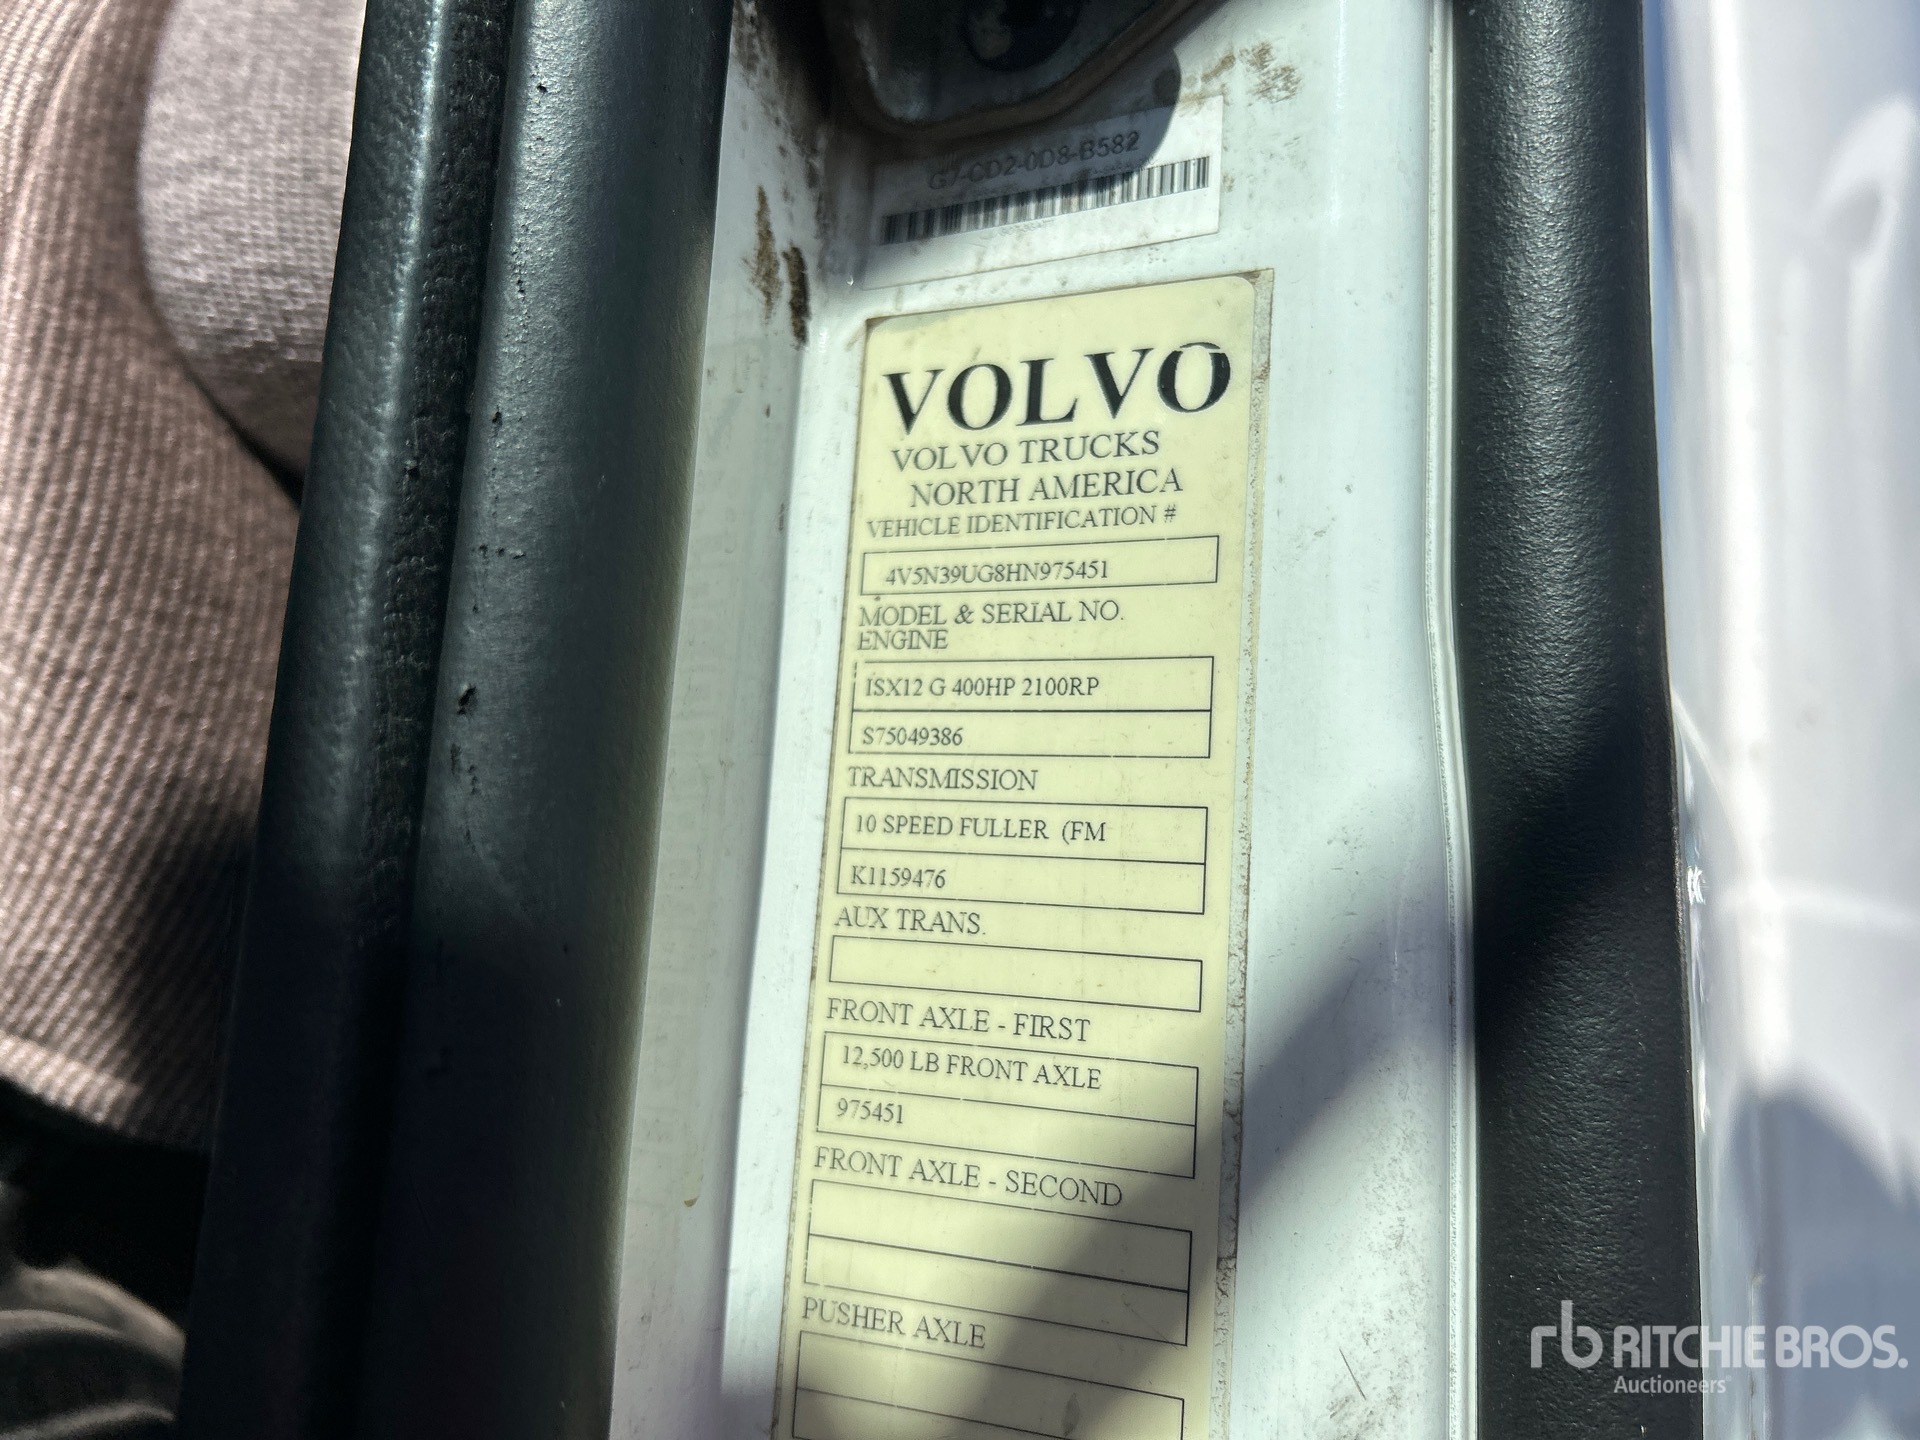 G7-CD2-0D8-B582
VOLVO
VOLVO TRUCKS
NORTH AMERICA
VEHICLE IDENTIFICATION #
4V5N39UG8HN975451
MODEL & SERIAL NO.
ENGINE
ISX12 G 400HP 2100RP
S75049386
TRANSMISSION
10 SPEED FULLER (FM
K1159476
AUX TRANS.
FRONT AXLE - FIRST
12,500 LB FRONT AXLE
975451
FRONT AXLE - SECOND
PUSHER AXLE
rb RITCHIE BROS.
Auctioneers